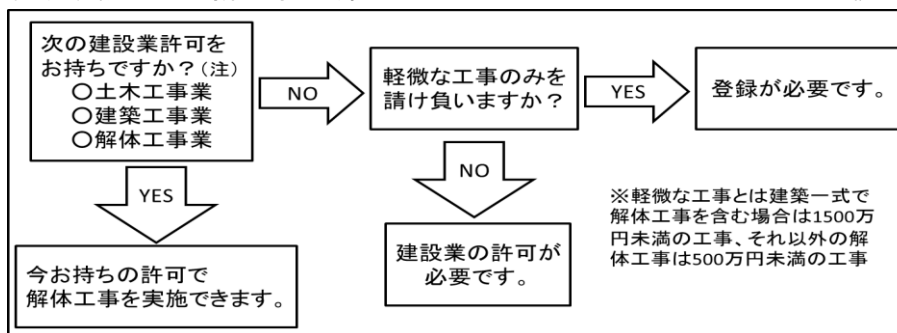 次の建設業許可を
お持ちですか？（注）
○土木工事業
○建築工事業
○解体工事業
NO
軽微な工事のみを
請け負いますか？
YES
登録が必要です。
YES
NO
今お持ちの許可で
解体工事を実施できます。
建設業の許可が
必要です。
※軽微な工事とは建築一式で
解体工事を含む場合は1500万
円未満の工事、それ以外の解
体工事は500万円未満の工事